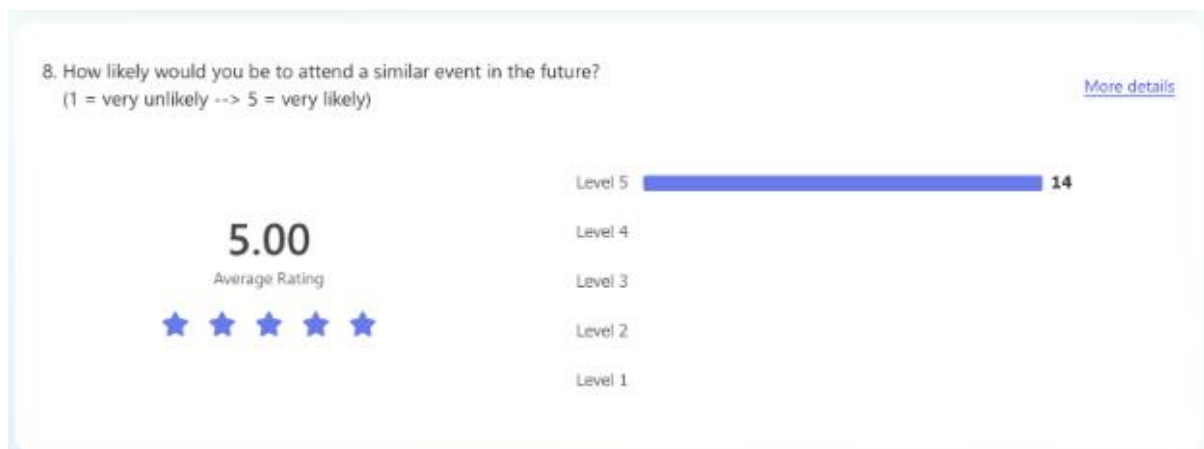 8. How likely would you be to attend a similar event in the future?
(1 = very unlikely --> 5 = very likely)
More details
5.00
Average Rating
Level 5 14
Level 4
Level 3
Level 2
Level 1